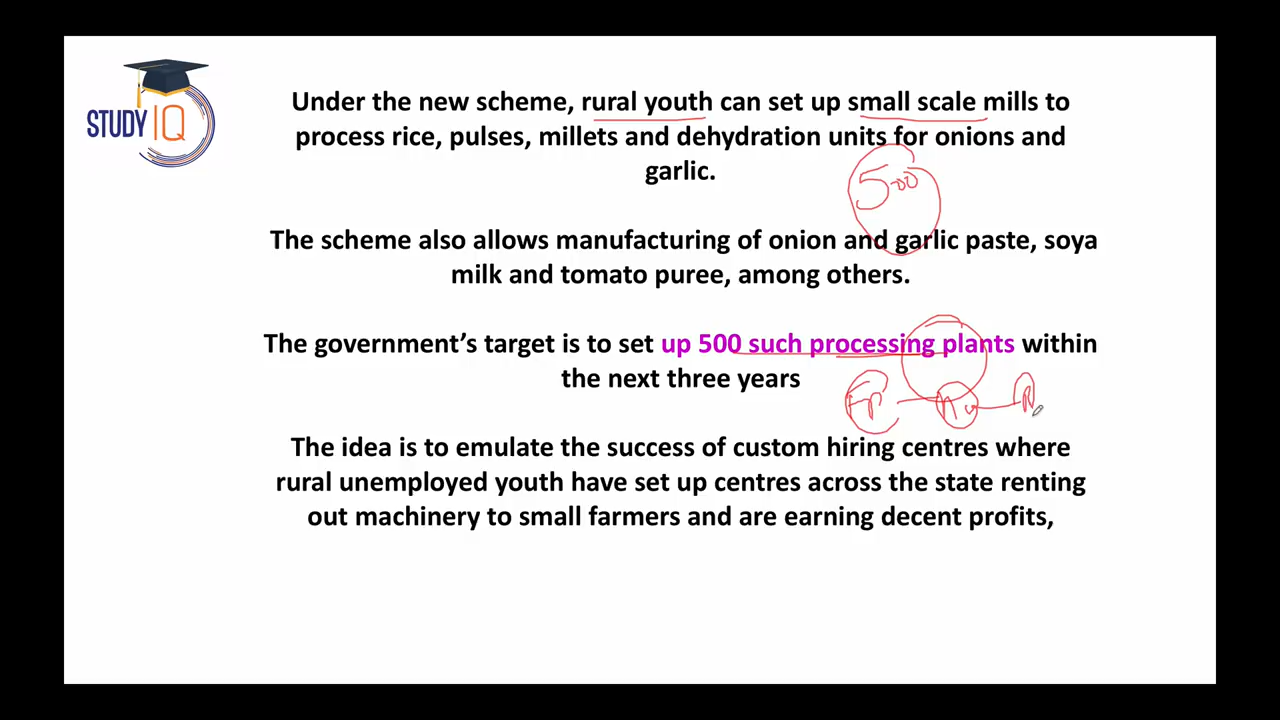 STUDY IQ
Under the new scheme, rural youth can set up small scale mills to
process rice, pulses, millets and dehydration units for onions and
garlic.
500
The scheme also allows manufacturing of onion and garlic paste, soya
milk and tomato puree, among others.
The government’s target is to set up 500 such processing plants within
the next three years
The idea is to emulate the success of custom hiring centres where
rural unemployed youth have set up centres across the state renting
out machinery to small farmers and are earning decent profits,